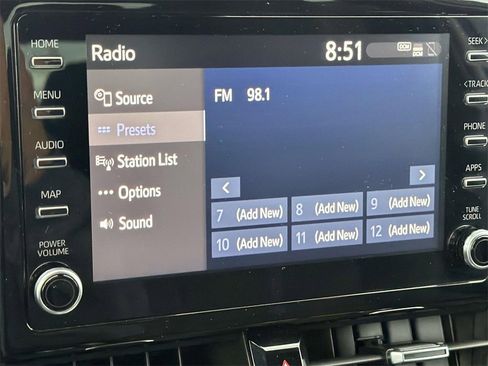 HOME
MENU
AUDIO
MAP
POWER
VOLUME
Radio
8:51
DCM
DCM
Source
Presets
Station List
Options
Sound
FM 98.1
<
>
7 (Add New)
8 (Add New)
9 (Add New)
10 (Add New)
11 (Add New)
12 (Add New)
SEEK>
<TRACK
PHONE
APPS
TUNE
SCROLL